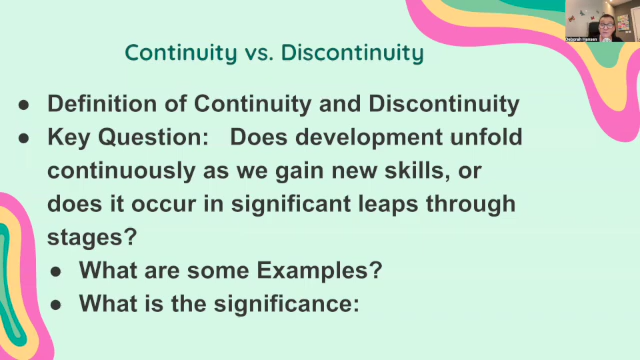 Continuity vs. Discontinuity
● Definition of Continuity and Discontinuity
● Key Question: Does development unfold
continuously as we gain new skills, or
does it occur in significant leaps through
stages?
● What are some Examples?
● What is the significance:
Deborah Hansen